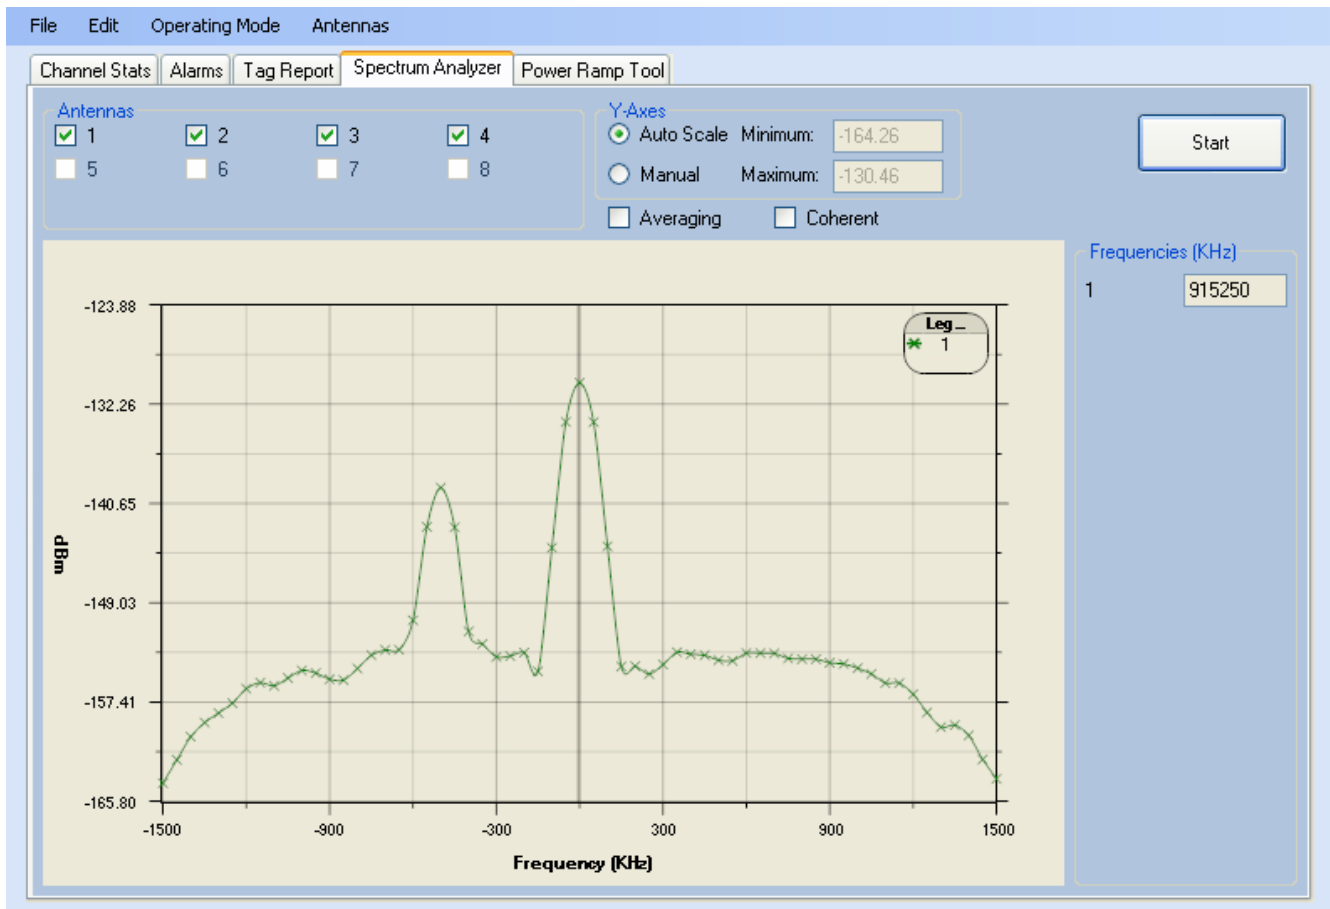 File Edit Operating Mode Antennas
Channel Stats Alarms Tag Report Spectrum Analyzer Power Ramp Tool
Antennas
1 2 3 4
5 6 7 8
Y-Axes
Auto Scale Minimum: -164.26
Manual Maximum: -130.46
Averaging Coherent
Start
Frequencies (KHz)
1 915250
Leg...
1
-123.88
-132.26
-140.65
-149.03
-157.41
-165.80
dBm
-1500 -900 -300 300 900 1500
Frequency (KHz)